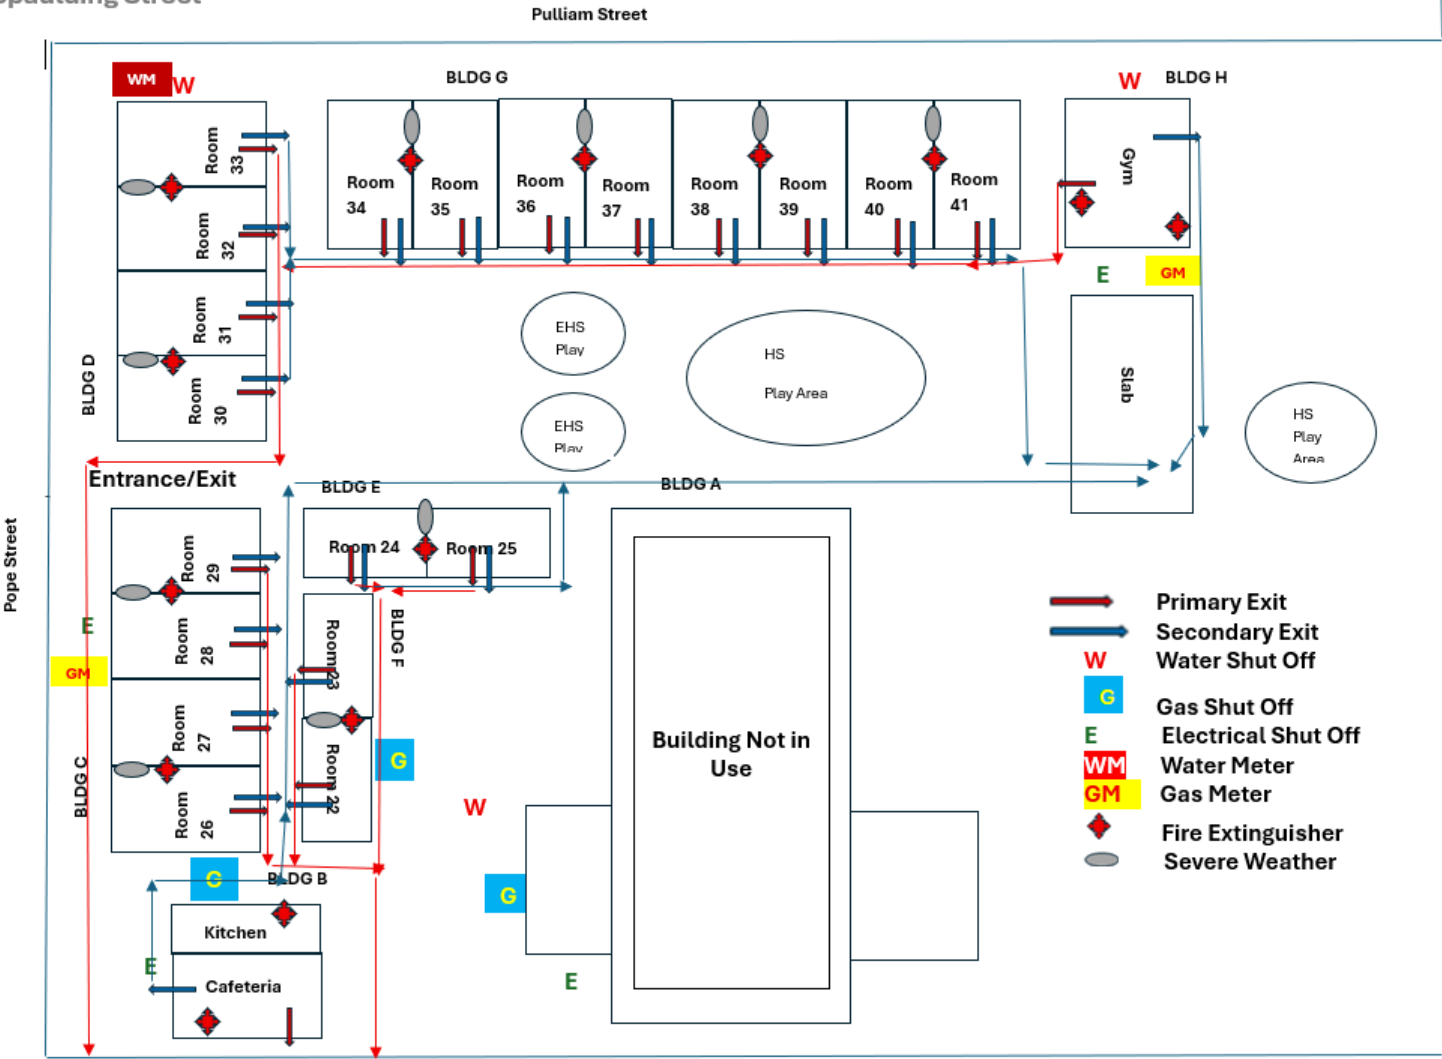 Street
Pulliam Street
WM
W
BLDG G
W
BLDG H
Room
33
Room
32
Room
31
Room
30
BLDG D
Room
34
Room
35
Room
36
Room
37
Room
38
Room
39
Room
40
Room
41
Gym
E
GM
Slab
EHS
Play
EHS
Play
HS
Play Area
HS
Play
Area
Entrance/Exit
BLDG E
BLDG A
Pope Street
Room
29
Room
28
Room
27
Room
26
E
GM
BLDG C
Room 24
Room 25
BLDG F
Room 23
Room 22
G
W
G
E
Building Not in
Use
G
BLDG B
Kitchen
E
Cafeteria
Primary Exit
Secondary Exit
W Water Shut Off
G Gas Shut Off
E Electrical Shut Off
WM Water Meter
GM Gas Meter
Fire Extinguisher
Severe Weather